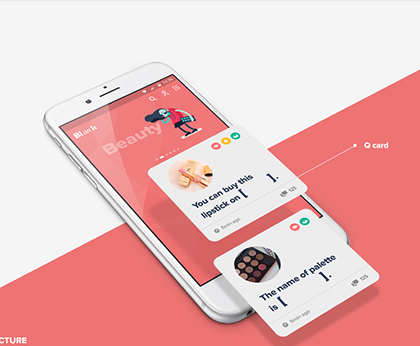 Bl an k
Beauty
Q card
You can buy this
lipstick on [ ].
5min ago
125
The name of palette
is [ ].
5min ago
125
CTURE